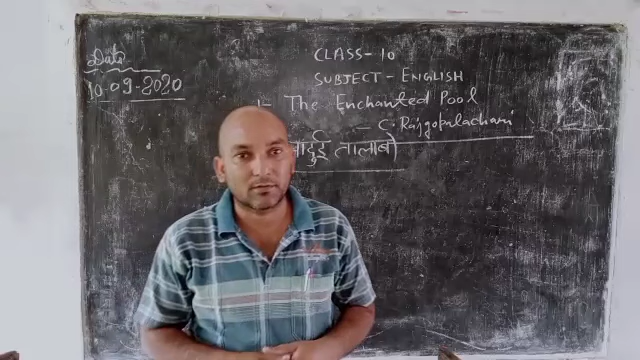 Date
10-09-2020
CLASS-10
SUBJECT-ENGLISH
1- The Enchanted Pool
- C. Rajgopalachari
जादुई तालाब